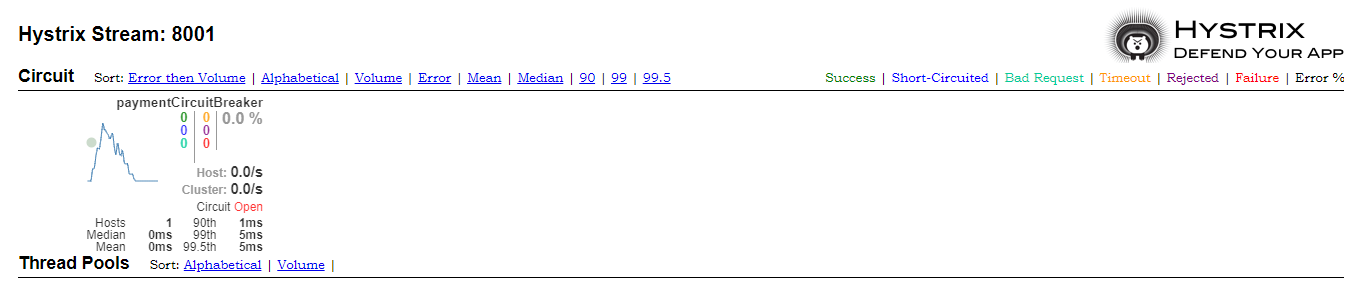 Hystrix Stream: 8001
HYSTRIX
DEFEND YOUR APP
Circuit Sort: Error then Volume | Alphabetical | Volume | Error | Mean | Median | 90 | 99 | 99.5
Success | Short-Circuited | Bad Request | Timeout | Rejected | Failure | Error %
paymentCircuitBreaker
0 0 0.0 %
0 0
0 0
Host: 0.0/s
Cluster: 0.0/s
Circuit Open
Hosts 1 90th 1ms
Median 0ms 99th 5ms
Mean 0ms 99.5th 5ms
Thread Pools Sort: Alphabetical | Volume |